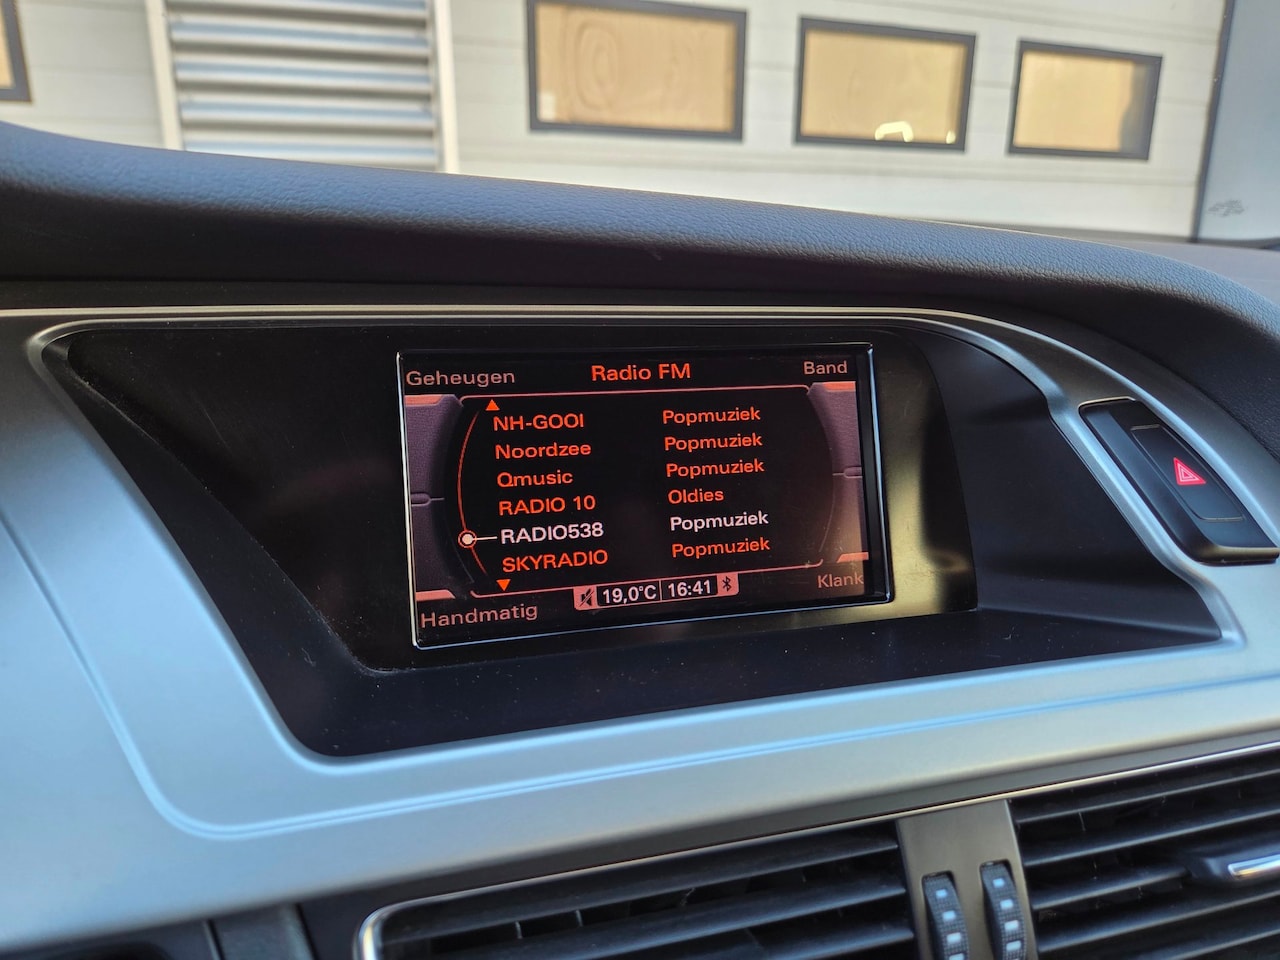 Geheugen Radio FM Band
NH-GOOI Popmuziek
Noordzee Popmuziek
Qmusic Popmuziek
RADIO 10 Oldies
RADIO538 Popmuziek
SKYRADIO Popmuziek
Handmatig 19,0°C 16:41 Klank